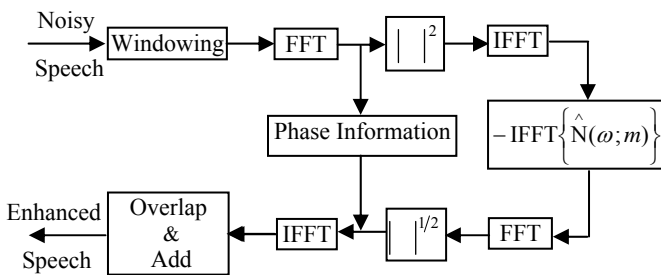 Noisy
Speech
Windowing
FFT
| |²
IFFT
Phase Information
− IFFT{N̂(ω;m)}
Enhanced
Speech
Overlap
&
Add
IFFT
| |^{1/2}
FFT